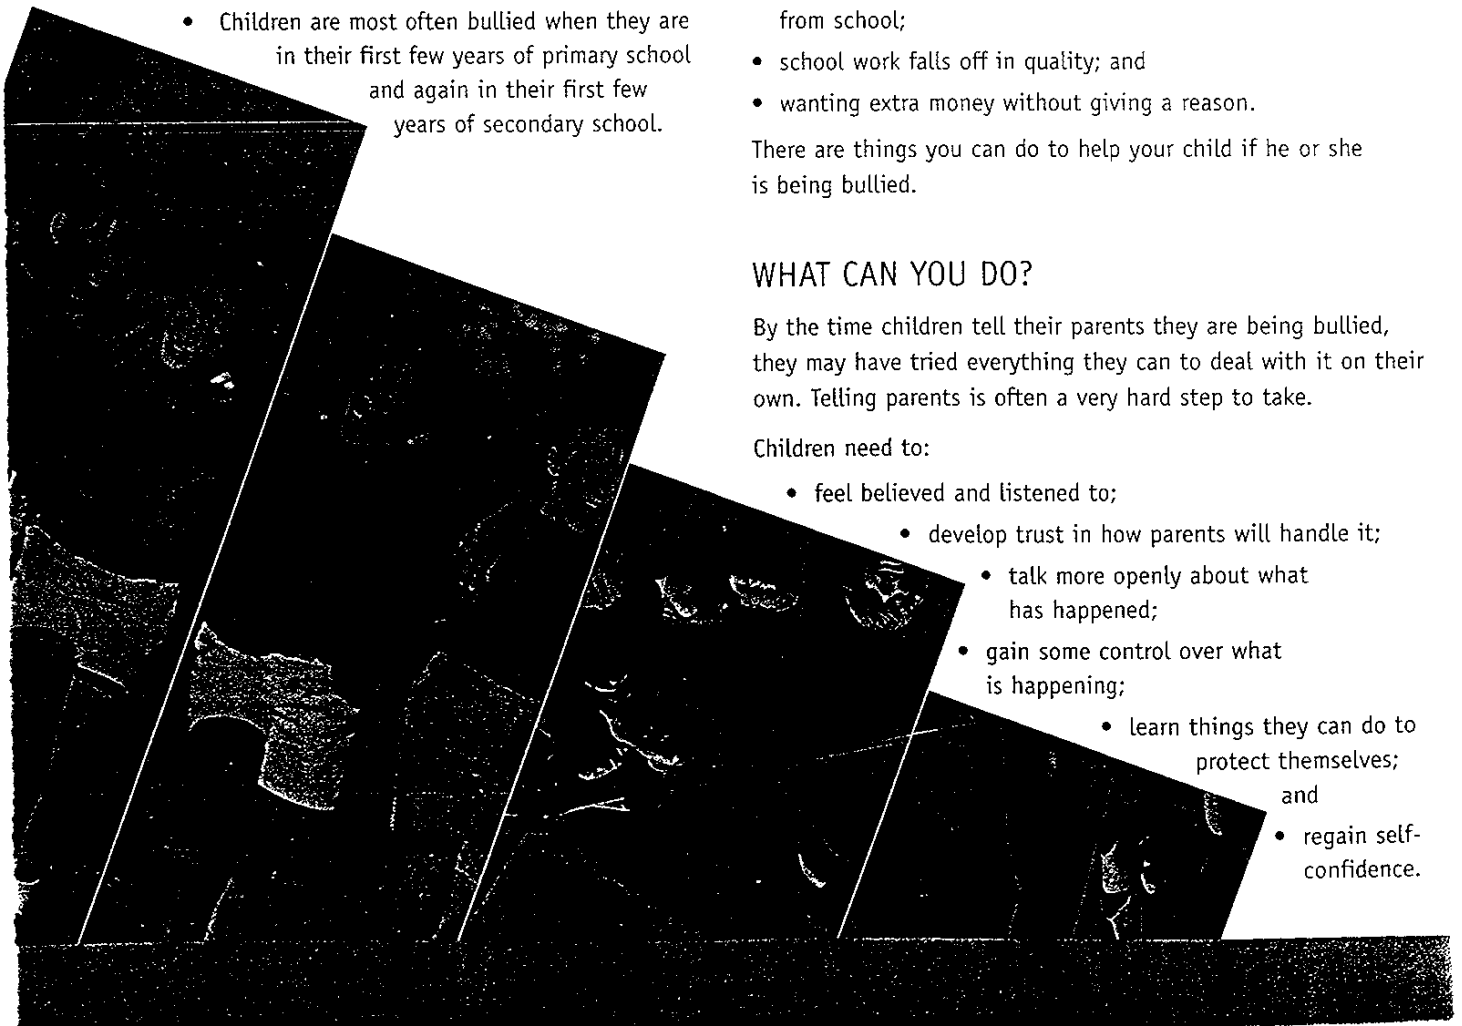 • Children are most often bullied when they are
in their first few years of primary school
and again in their first few
years of secondary school.
from school;
• school work falls off in quality; and
• wanting extra money without giving a reason.
There are things you can do to help your child if he or she
is being bullied.
WHAT CAN YOU DO?
By the time children tell their parents they are being bullied,
they may have tried everything they can to deal with it on their
own. Telling parents is often a very hard step to take.
Children need to:
• feel believed and listened to;
• develop trust in how parents will handle it;
• talk more openly about what
has happened;
• gain some control over what
is happening;
• learn things they can do to
protect themselves;
and
• regain self-
confidence.